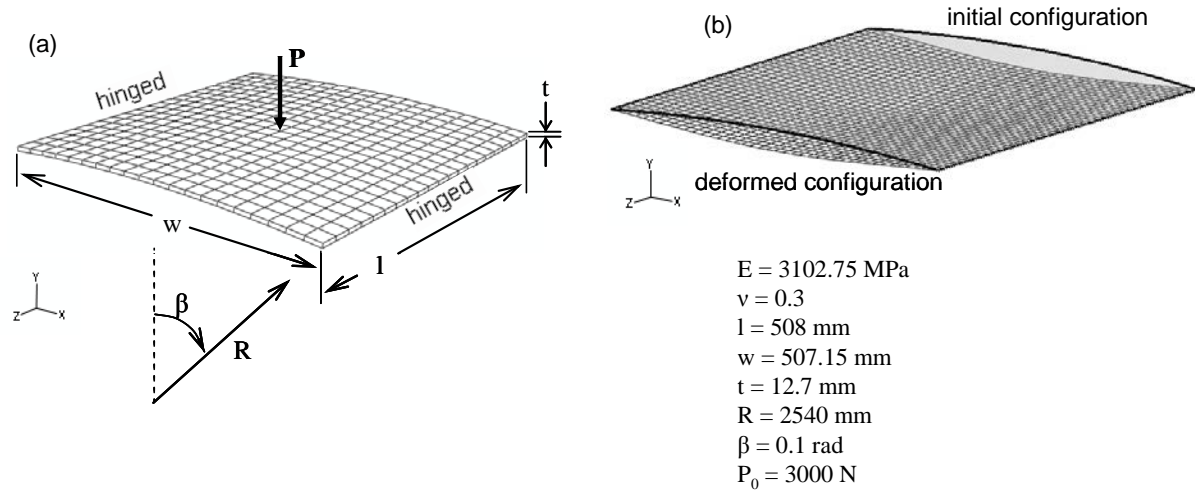 (a)
P
hinged
t
hinged
w
l
β
R
Y
Z
X
(b)
initial configuration
deformed configuration
Y
Z
X
E = 3102.75 MPa
ν = 0.3
l = 508 mm
w = 507.15 mm
t = 12.7 mm
R = 2540 mm
β = 0.1 rad
P₀ = 3000 N